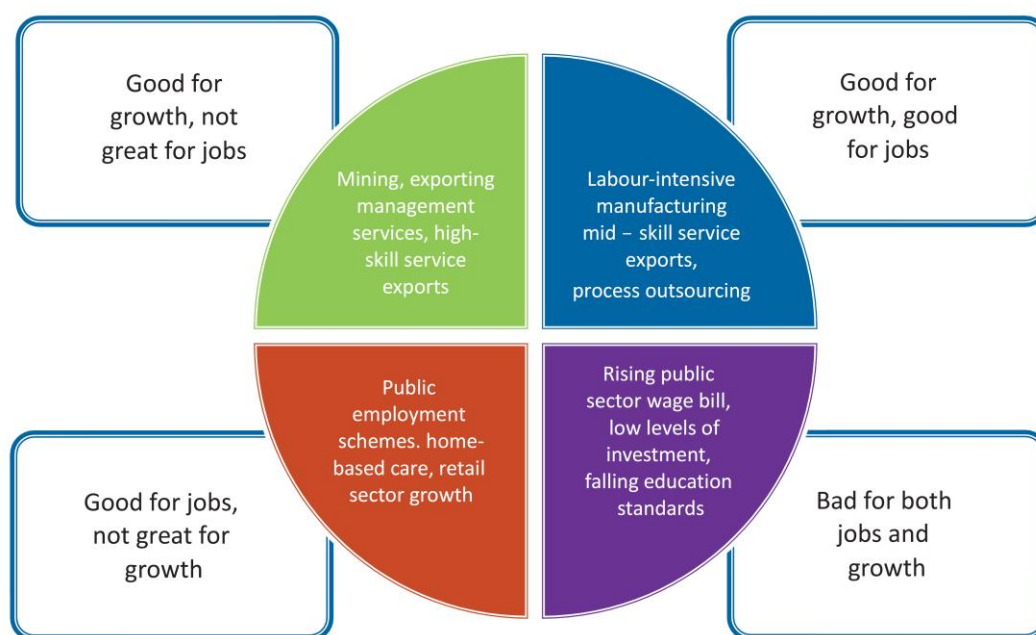 Good for
growth, not
great for jobs
Mining, exporting
management
services, high-
skill service
exports
Labour-intensive
manufacturing
mid – skill service
exports,
process outsourcing
Good for
growth, good
for jobs
Good for jobs,
not great for
growth
Public
employment
schemes. home-
based care, retail
sector growth
Rising public
sector wage bill,
low levels of
investment,
falling education
standards
Bad for both
jobs and
growth